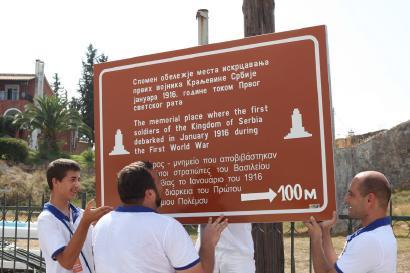 Спомен обележје места искрцавања
првих војника Краљевине Србије
јануара 1916. године током Првог
светског рата
The memorial place where the first
soldiers of the Kingdom of Serbia
debarked in January 1916 during
the First World War
μνημείο που αποβιβάστηκαν
στρατιώτες του Βασιλείου
τον Ιανουάριο του 1916
διάρκεια του Πρώτου
Πολέμου
100 м